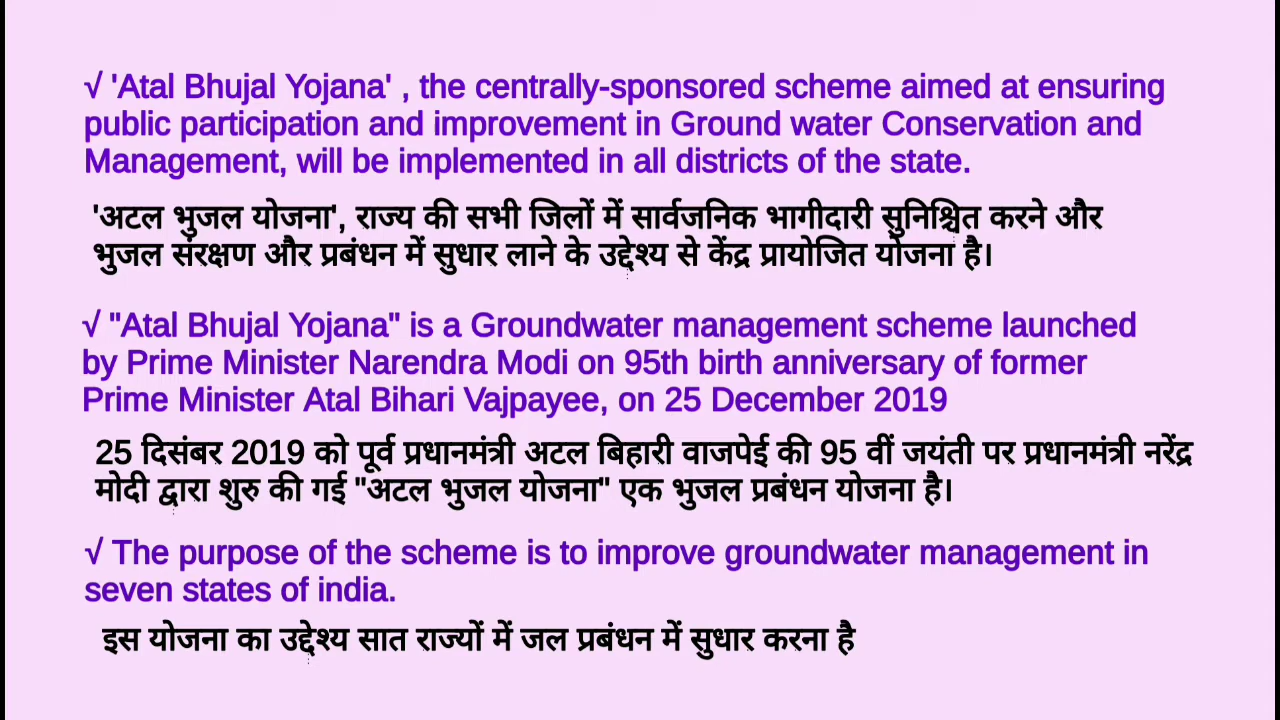 √ 'Atal Bhujal Yojana' , the centrally-sponsored scheme aimed at ensuring
public participation and improvement in Ground water Conservation and
Management, will be implemented in all districts of the state.
'अटल भुजल योजना', राज्य की सभी जिलों में सार्वजनिक भागीदारी सुनिश्चित करने और
भुजल संरक्षण और प्रबंधन में सुधार लाने के उद्देश्य से केंद्र प्रायोजित योजना है।
√ "Atal Bhujal Yojana" is a Groundwater management scheme launched
by Prime Minister Narendra Modi on 95th birth anniversary of former
Prime Minister Atal Bihari Vajpayee, on 25 December 2019
25 दिसंबर 2019 को पूर्व प्रधानमंत्री अटल बिहारी वाजपेई की 95 वीं जयंती पर प्रधानमंत्री नरेंद्र
मोदी द्वारा शुरु की गई "अटल भुजल योजना" एक भुजल प्रबंधन योजना है।
√ The purpose of the scheme is to improve groundwater management in
seven states of india.
इस योजना का उद्देश्य सात राज्यों में जल प्रबंधन में सुधार करना है